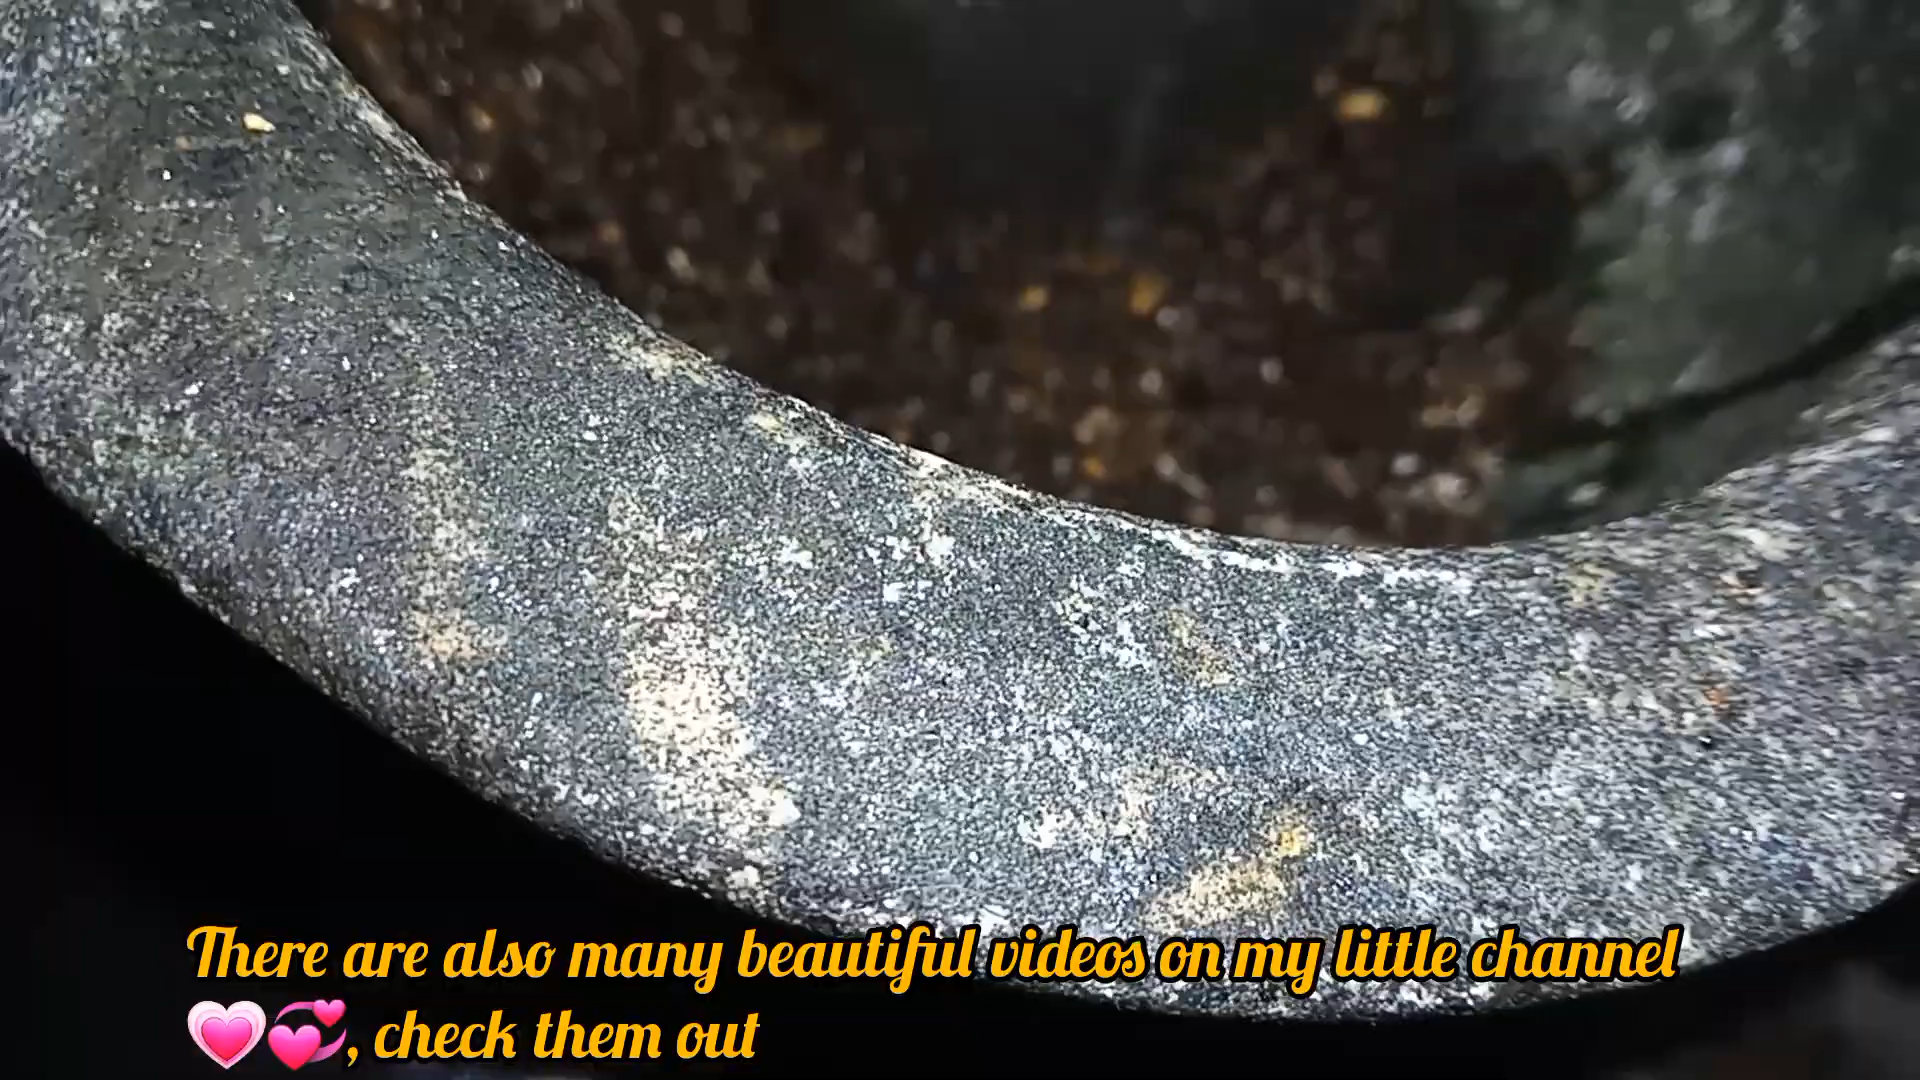 There are also many beautiful videos on my little channel
💗💞, check them out